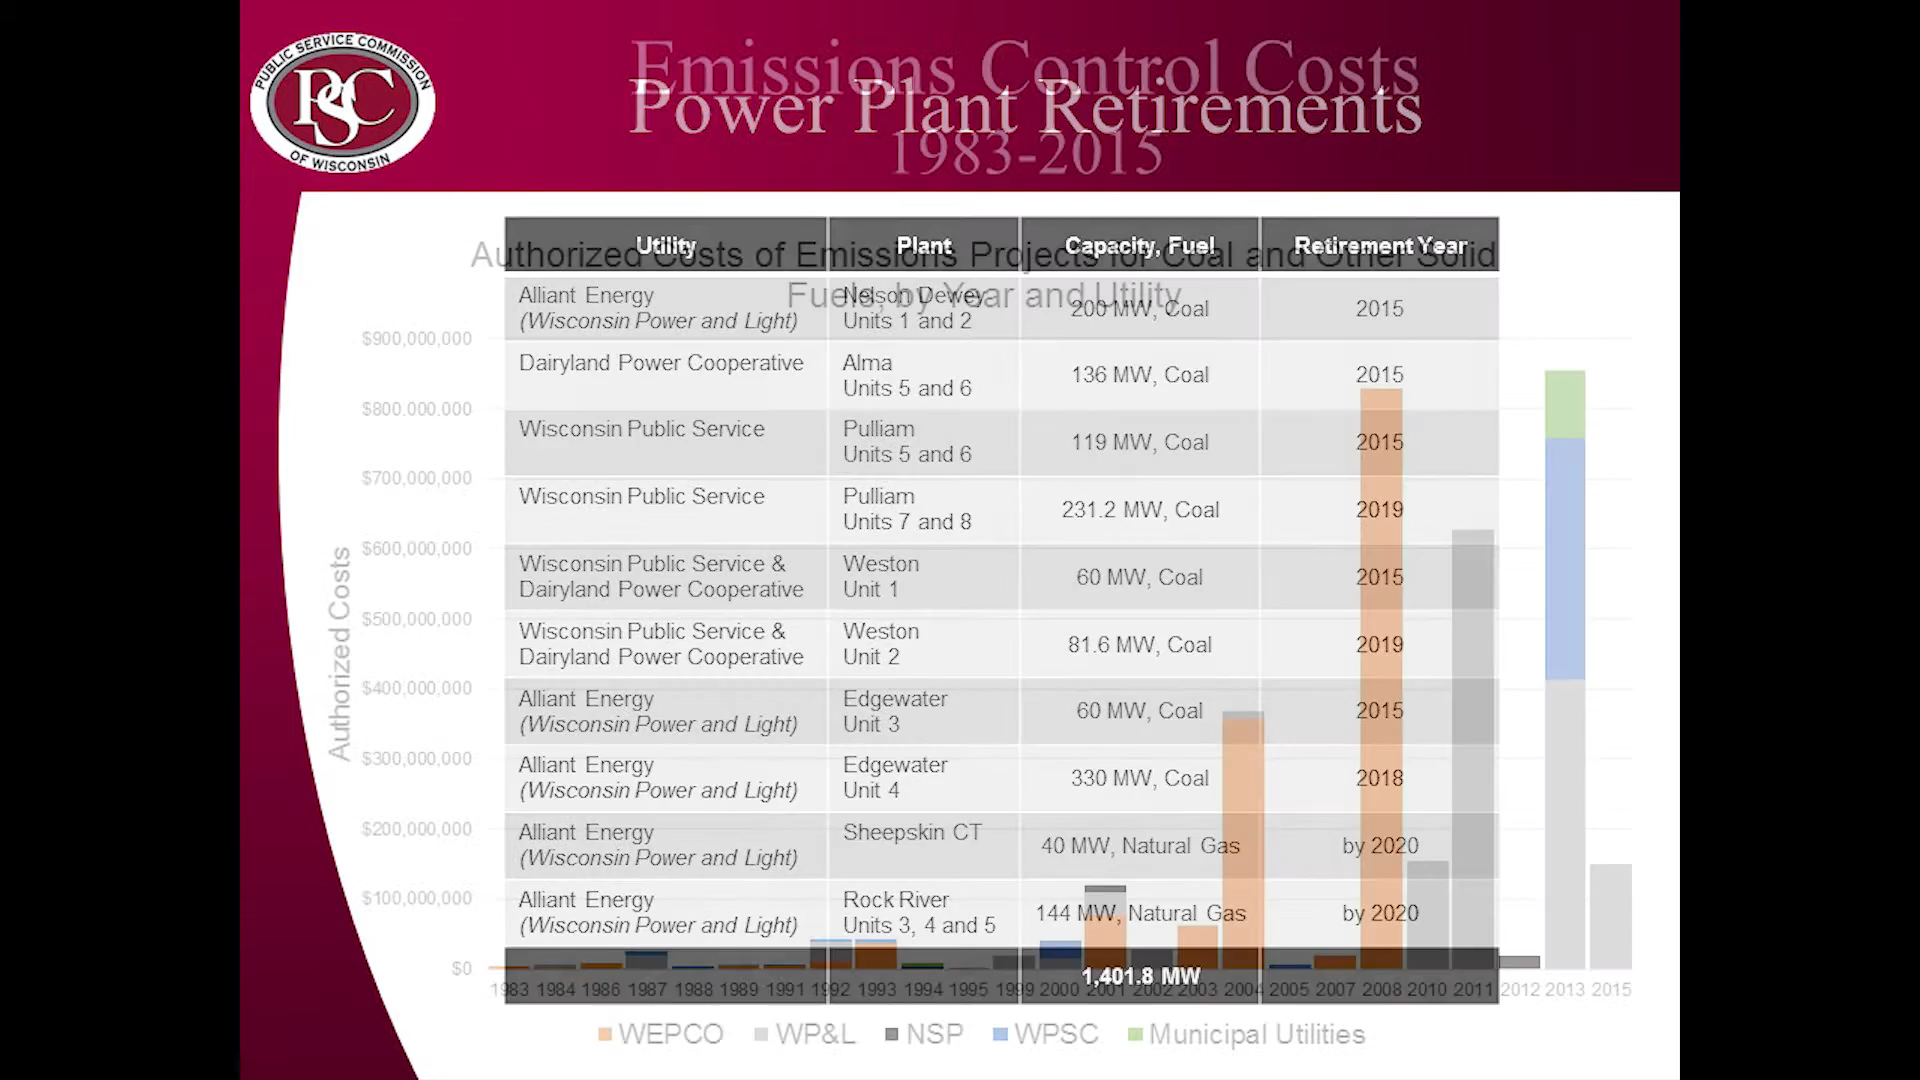 PUBLIC SERVICE COMMISSION
PSC
OF WISCONSIN
Emissions Control Costs
1983-2015
Power Plant Retirements
Utility Plant Capacity, Fuel Retirement Year
Alliant Energy
(Wisconsin Power and Light)
Nelson Dewey
Units 1 and 2
200 MW, Coal
2015
Dairyland Power Cooperative
Alma
Units 5 and 6
136 MW, Coal
2015
Wisconsin Public Service
Pulliam
Units 5 and 6
119 MW, Coal
2015
Wisconsin Public Service
Pulliam
Units 7 and 8
231.2 MW, Coal
2019
Wisconsin Public Service &
Dairyland Power Cooperative
Weston
Unit 1
60 MW, Coal
2015
Wisconsin Public Service &
Dairyland Power Cooperative
Weston
Unit 2
81.6 MW, Coal
2019
Alliant Energy
(Wisconsin Power and Light)
Edgewater
Unit 3
60 MW, Coal
2015
Alliant Energy
(Wisconsin Power and Light)
Edgewater
Unit 4
330 MW, Coal
2018
Alliant Energy
(Wisconsin Power and Light)
Sheepskin CT
40 MW, Natural Gas
by 2020
Alliant Energy
(Wisconsin Power and Light)
Rock River
Units 3, 4 and 5
144 MW, Natural Gas
by 2020
1,401.8 MW
Authorized Costs of Emissions Projects for Coal and Other Solid
Fuels, by Year and Utility
Authorized Costs
$900,000,000
$800,000,000
$700,000,000
$600,000,000
$500,000,000
$400,000,000
$300,000,000
$200,000,000
$100,000,000
$0
1983 1984 1986 1987 1988 1989 1991 1992 1993 1994 1995 1999 2000 2001 2002 2003 2004 2005 2007 2008 2010 2011 2012 2013 2015
WEPCO WP&L NSP WPSC Municipal Utilities